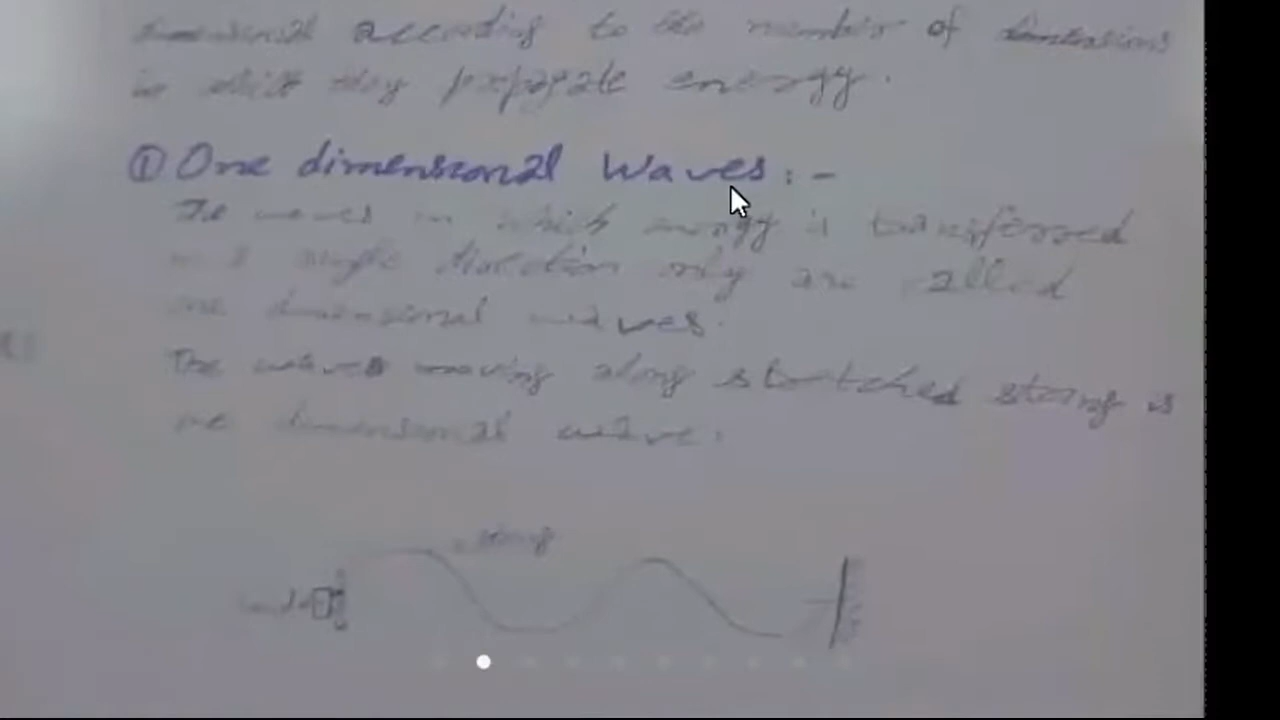 dimensional according to the number of dimensions
in which they propagate energy.
① One dimensional Waves :-
The waves in which energy is transferred
in a single direction only are called
one dimensional waves.
The waves moving along stretched string is
one dimensional wave.
string